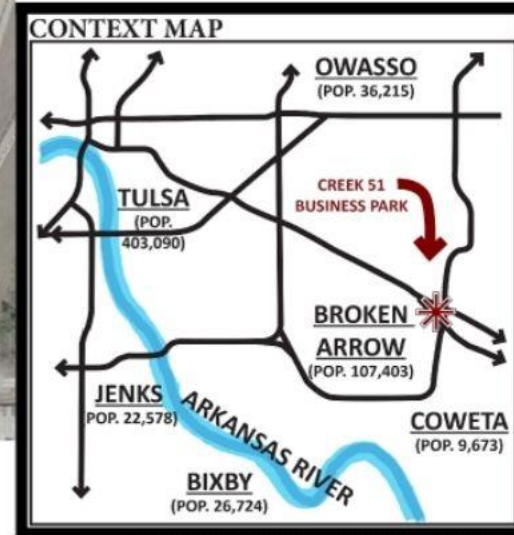 CONTEXT MAP
OWASSO
(POP. 36,215)
CREEK 51
BUSINESS PARK
TULSA
(POP.
403,090)
BROKEN
ARROW
(POP. 107,403)
JENKS
POP. 22,578)
ARKANSAS RIVER
COWETA
(POP. 9,673)
BIXBY
(POP. 26,724)